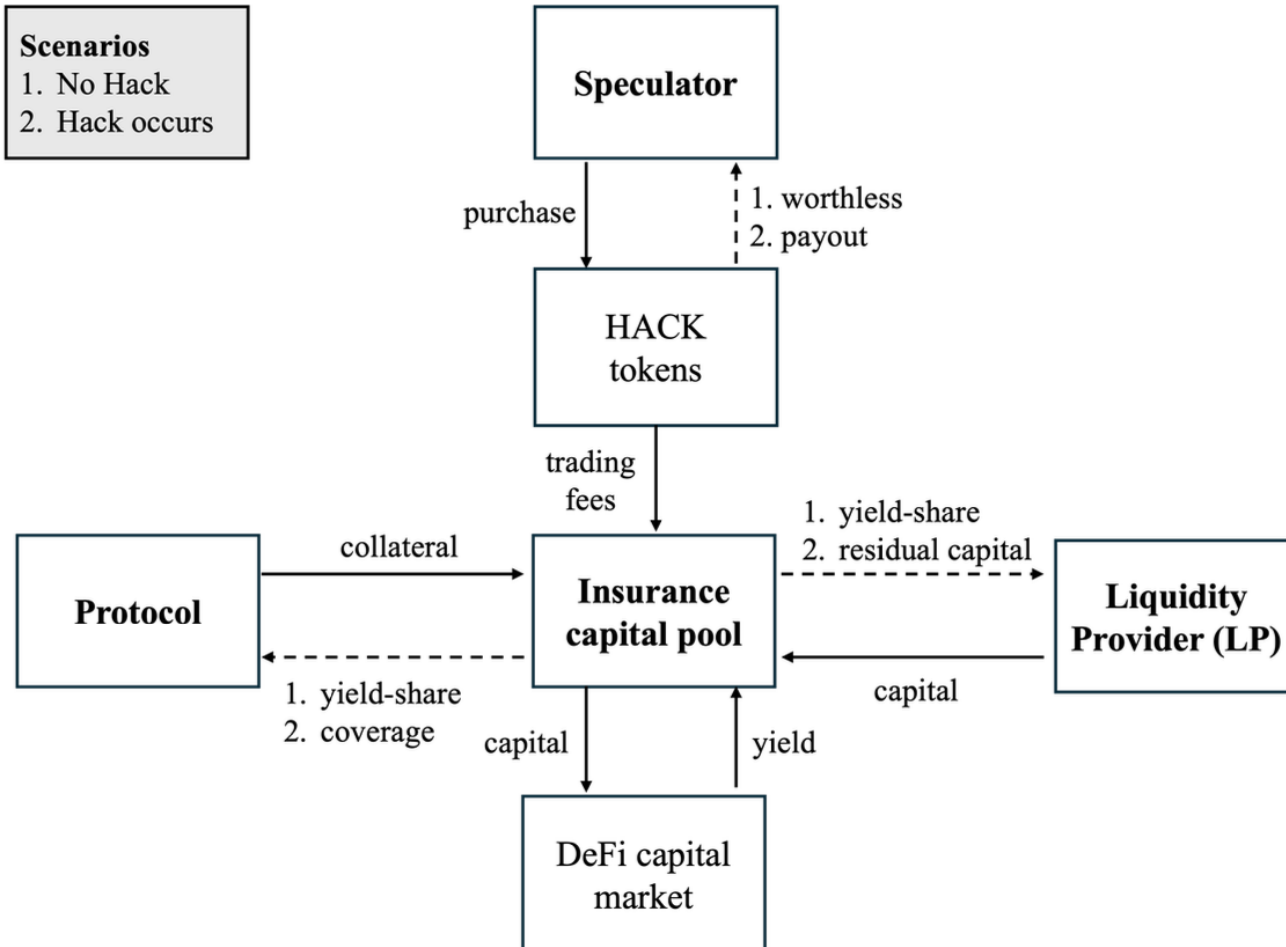 Scenarios
1. No Hack
2. Hack occurs
Speculator
purchase
1. worthless
2. payout
HACK
tokens
trading
fees
1. yield-share
2. residual capital
collateral
Protocol
Insurance
capital pool
Liquidity
Provider (LP)
1. yield-share
2. coverage
capital
capital
yield
DeFi capital
market